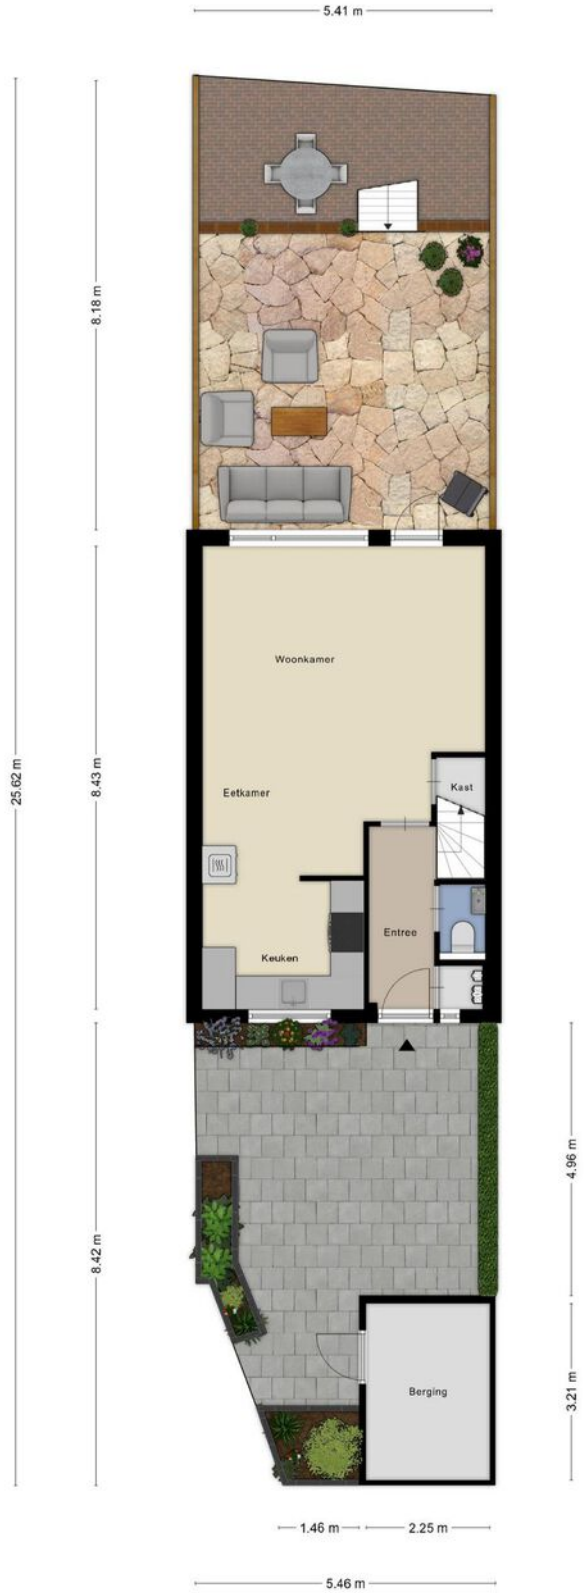 5.41 m
8.18 m
Woonkamer
25.62 m
8.43 m
Kast
Eetkamer
Entree
Keuken
4.96 m
8.42 m
Berging
3.21 m
1.46 m
2.25 m
5.46 m